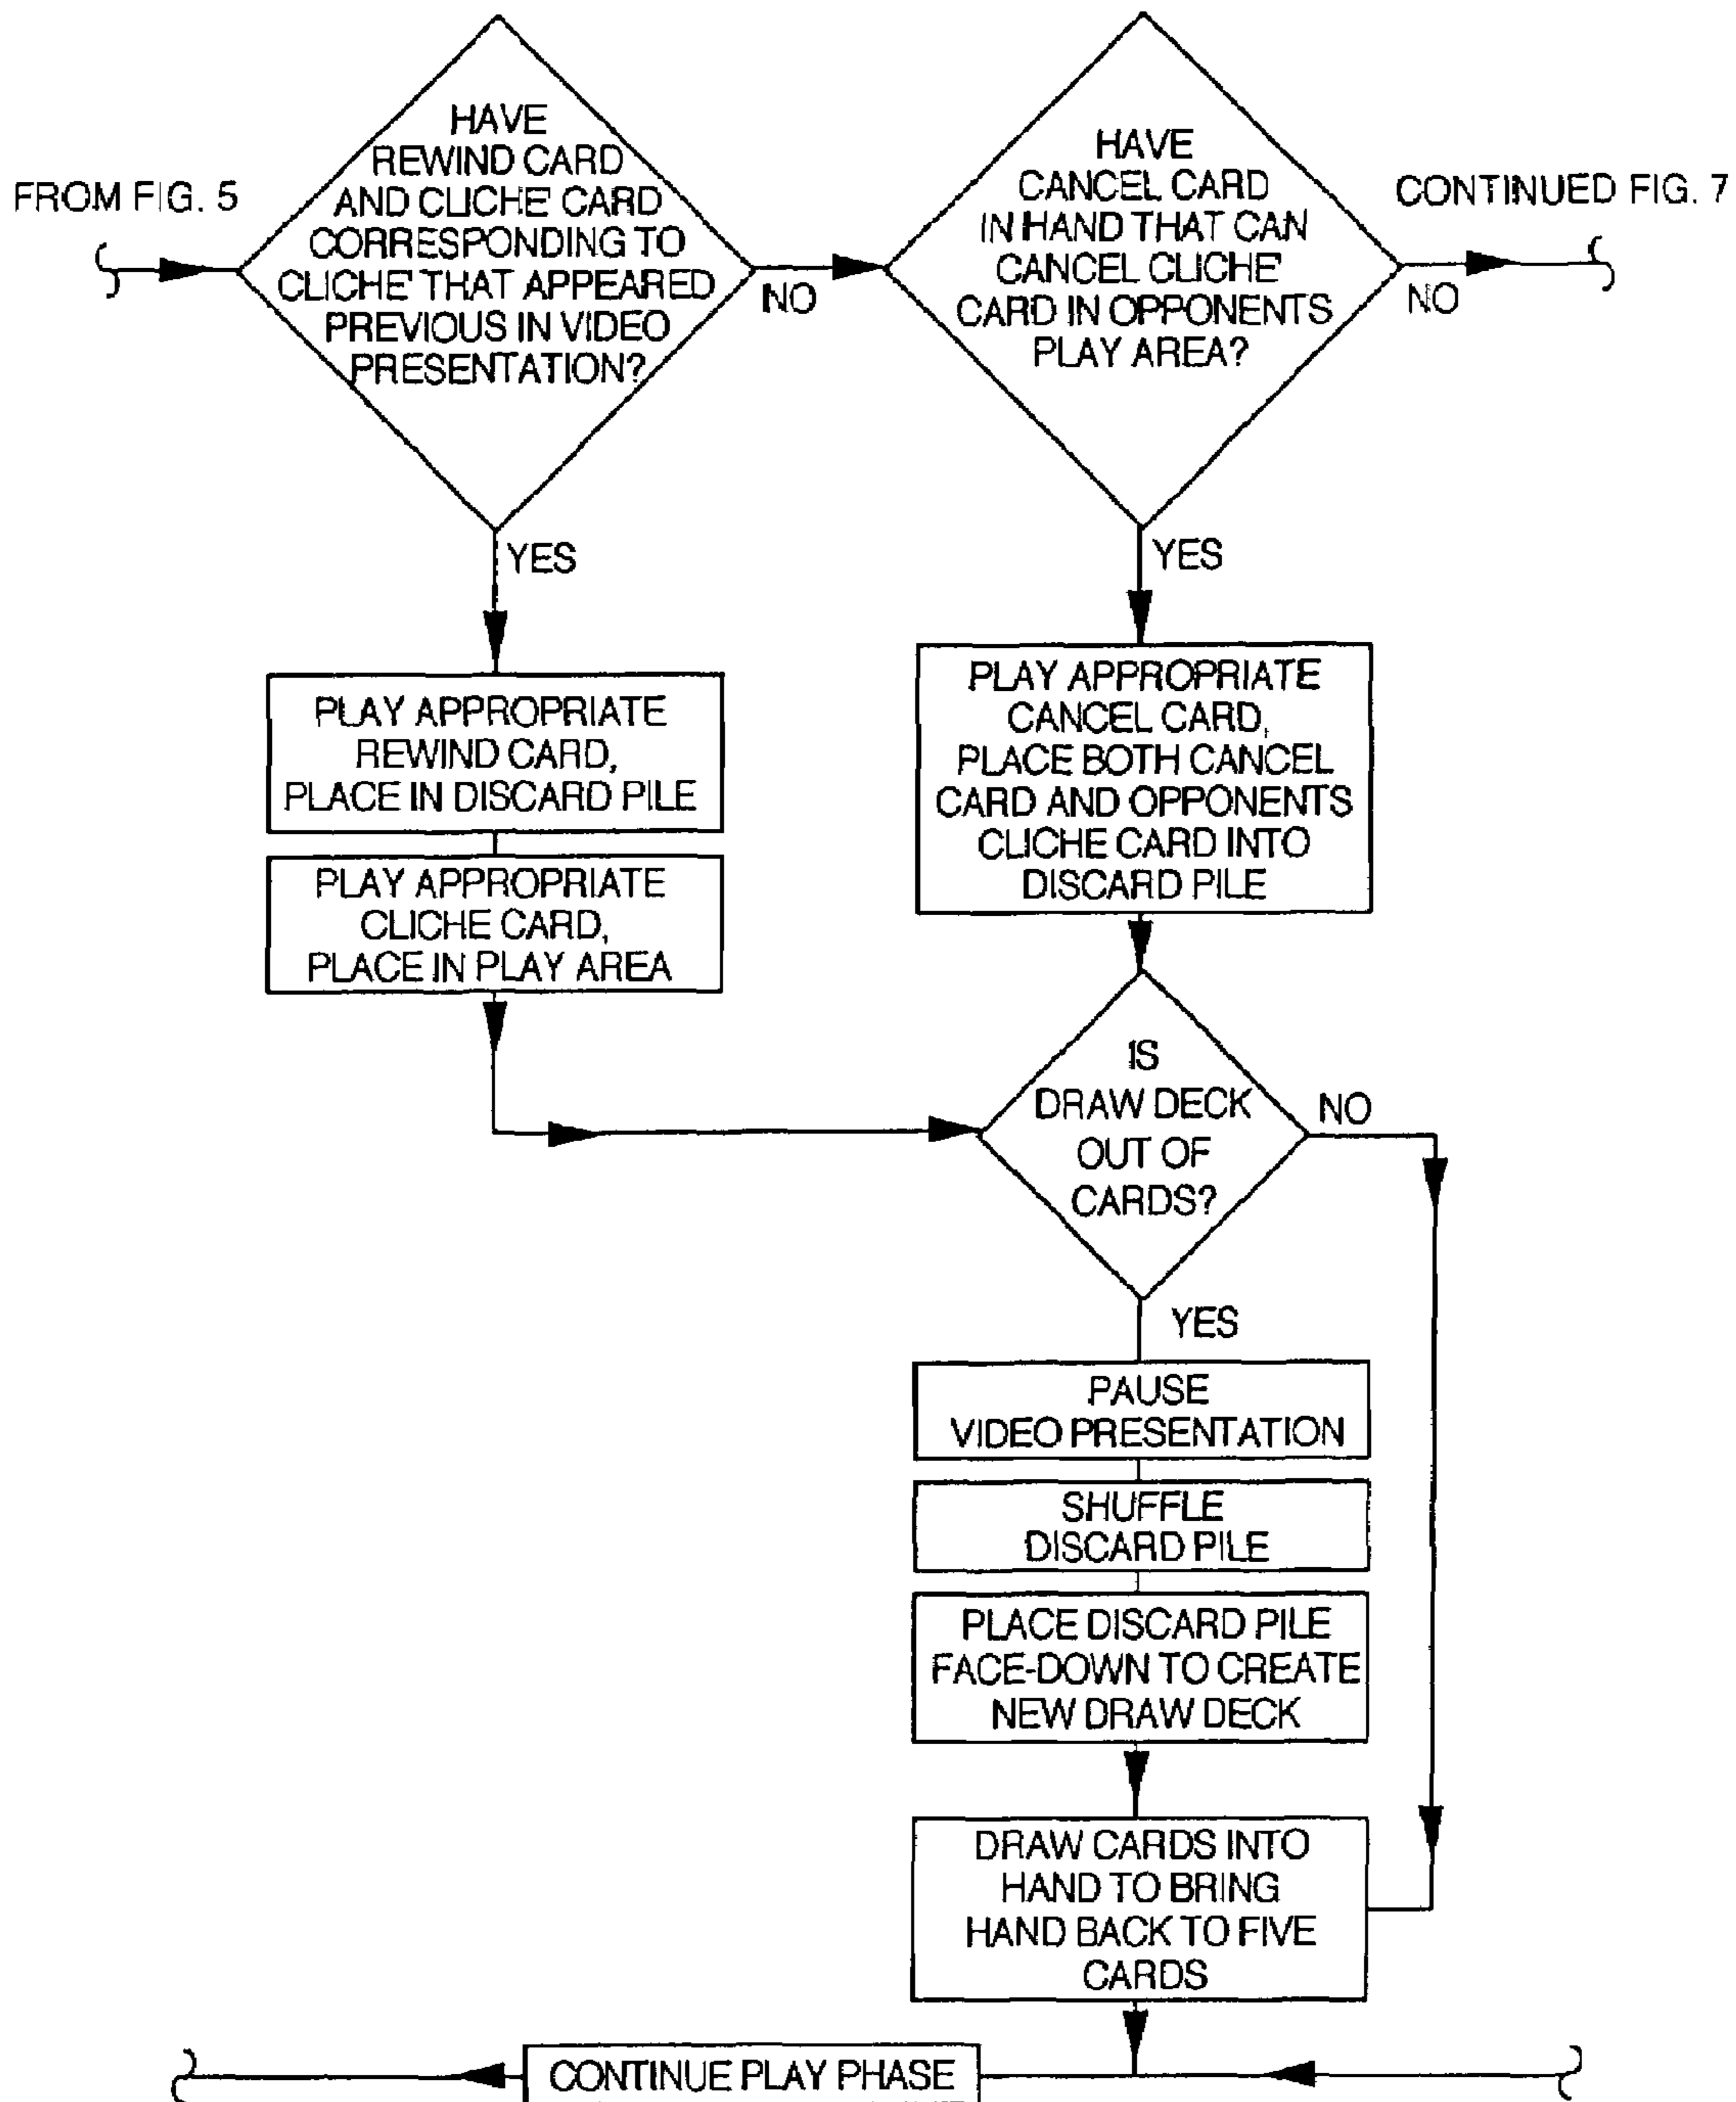 FROM FIG. 5
HAVE
REWIND CARD
AND CLICHE' CARD
CORRESPONDING TO
CLICHE' THAT APPEARED
PREVIOUS IN VIDEO
PRESENTATION?
NO
YES
HAVE
CANCEL CARD
IN HAND THAT CAN
CANCEL CLICHE'
CARD IN OPPONENTS
PLAY AREA?
CONTINUED FIG. 7
NO
YES
PLAY APPROPRIATE
REWIND CARD,
PLACE IN DISCARD PILE
PLAY APPROPRIATE
CLICHE CARD,
PLACE IN PLAY AREA
PLAY APPROPRIATE
CANCEL CARD,
PLACE BOTH CANCEL
CARD AND OPPONENTS
CLICHE CARD INTO
DISCARD PILE
IS
DRAW DECK
OUT OF
CARDS?
NO
YES
PAUSE
VIDEO PRESENTATION
SHUFFLE
DISCARD PILE
PLACE DISCARD PILE
FACE-DOWN TO CREATE
NEW DRAW DECK
DRAW CARDS INTO
HAND TO BRING
HAND BACK TO FIVE
CARDS
CONTINUE PLAY PHASE